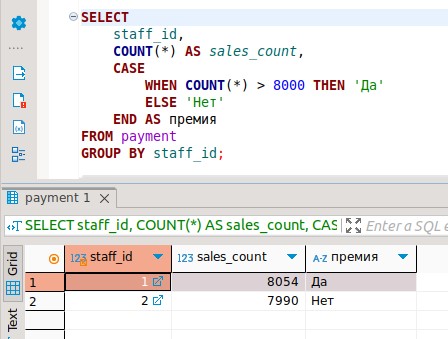 SELECT
staff_id,
COUNT(*) AS sales_count,
CASE
WHEN COUNT(*) > 8000 THEN 'Да'
ELSE 'Нет'
END AS премия
FROM payment
GROUP BY staff_id;
payment 1
SELECT staff_id, COUNT(*) AS sales_count, CAS
Enter a SQL e
Grid
Text
123 staff_id
123 sales_count
A-Z премия
1 1 8054 Да
2 2 7990 Нет